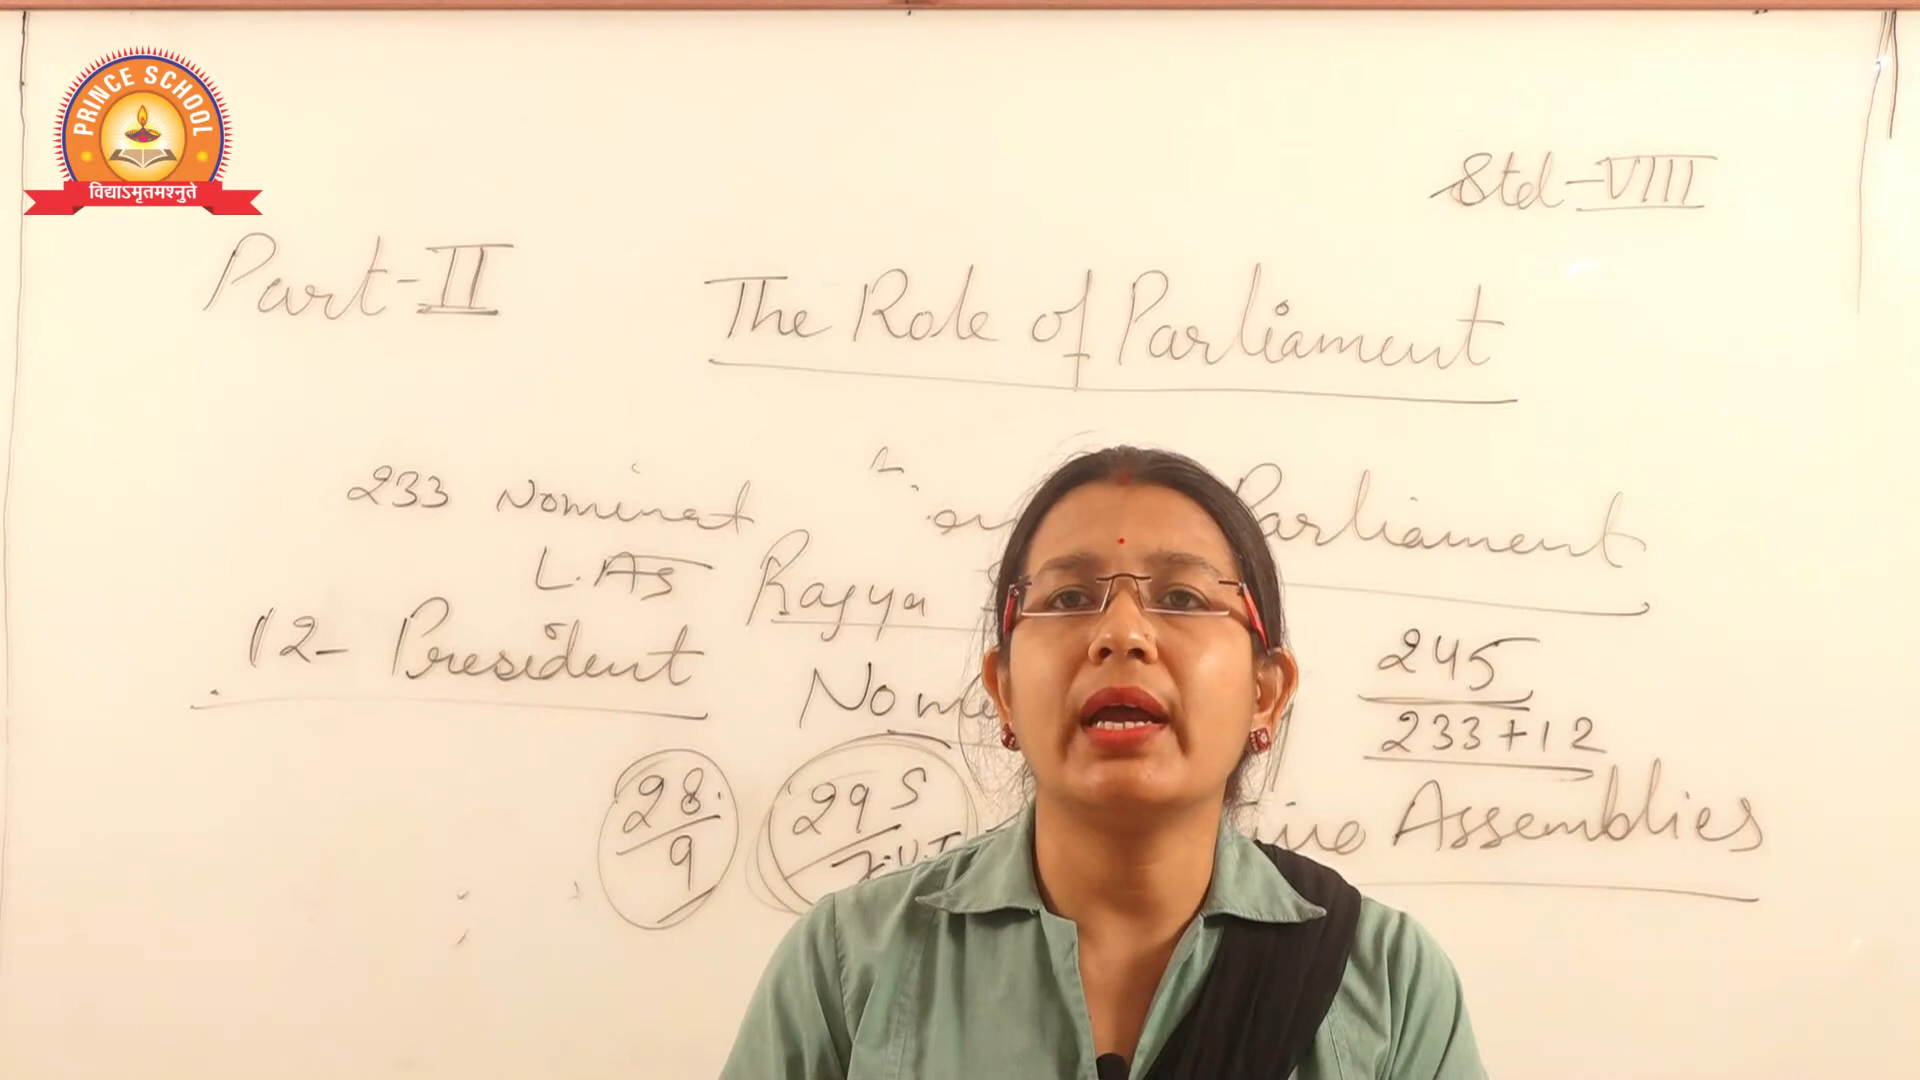 PRINCE SCHOOL
विद्याऽमृतमश्नुते
Std-VIII
Part-II
The Role of Parliament
233 Nominat
Parliament
L.As
Rajya
12- President
245
233+12
28
9
29 S
Assemblies